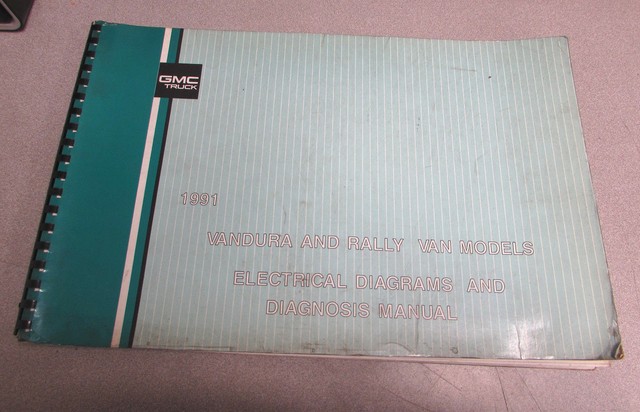 GMC
TRUCK
1991
VANDURA AND RALLY VAN MODELS
ELECTRICAL DIAGRAMS AND
DIAGNOSIS MANUAL